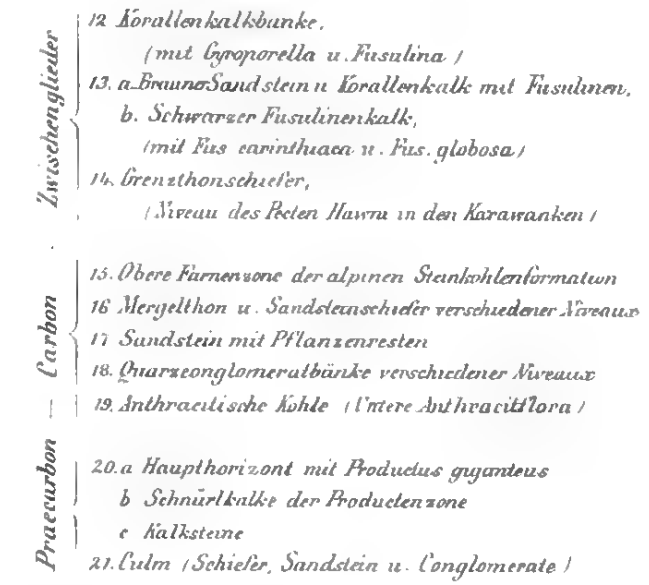 Zwischenglieder
12 Korallenkalkbänke,
(mit Gyroporella u. Fusulina)
13. a Brauner Sandstein u Korallenkalk mit Fusulinen,
b. Schwarzer Fusulinenkalk,
(mit Fus carinthiaca u. Fus. globosa)
14. Grenzthonschiefer,
(Niveau des Pecten Hawni in den Karawanken)
Carbon
15. Obere Farnenzone der alpinen Steinkohlenformation
16 Mergelthon u. Sandsteinschiefer verschiedener Niveaux
17 Sandstein mit Pflanzenresten
18. Quarzconglomeratbänke verschiedener Niveaux
19. Anthracitische Kohle (Untere Anthracitflora)
Praecarbon
20. a Haupthorizont mit Productus giganteus
b Schnürlkalke der Productenzone
c Kalksteine
21. Culm (Schiefer, Sandstein u. Conglomerate)